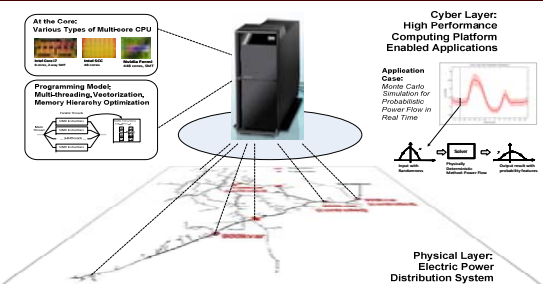 At the Core:
Various Types of Multi-core CPU
Intel Core i7
Intel SCC
Nvidia Fermi
Programming Model;
Multi-threading, Vectorization,
Memory Hierarchy Optimization
Cyber Layer:
High Performance
Computing Platform
Enabled Applications
Application
Case:
Monte Carlo
Simulation for
Probabilistic
Power Flow in
Real Time
Solver
Input with
Randomness
Physically
Deterministic
Method: Power Flow
Output result with
probability features
Physical Layer:
Electric Power
Distribution System